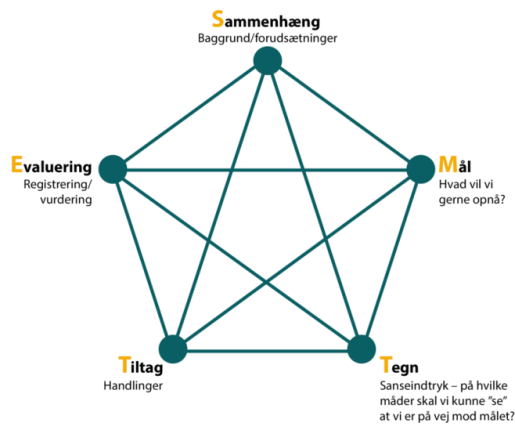 Sammenhæng
Baggrund/forudsætninger
Evaluering
Registrering/
vurdering
Mål
Hvad vil vi
gerne opnå?
Tiltag
Handlinger
Tegn
Sanseindtryk – på hvilke
måder skal vi kunne ”se”
at vi er på vej mod målet?